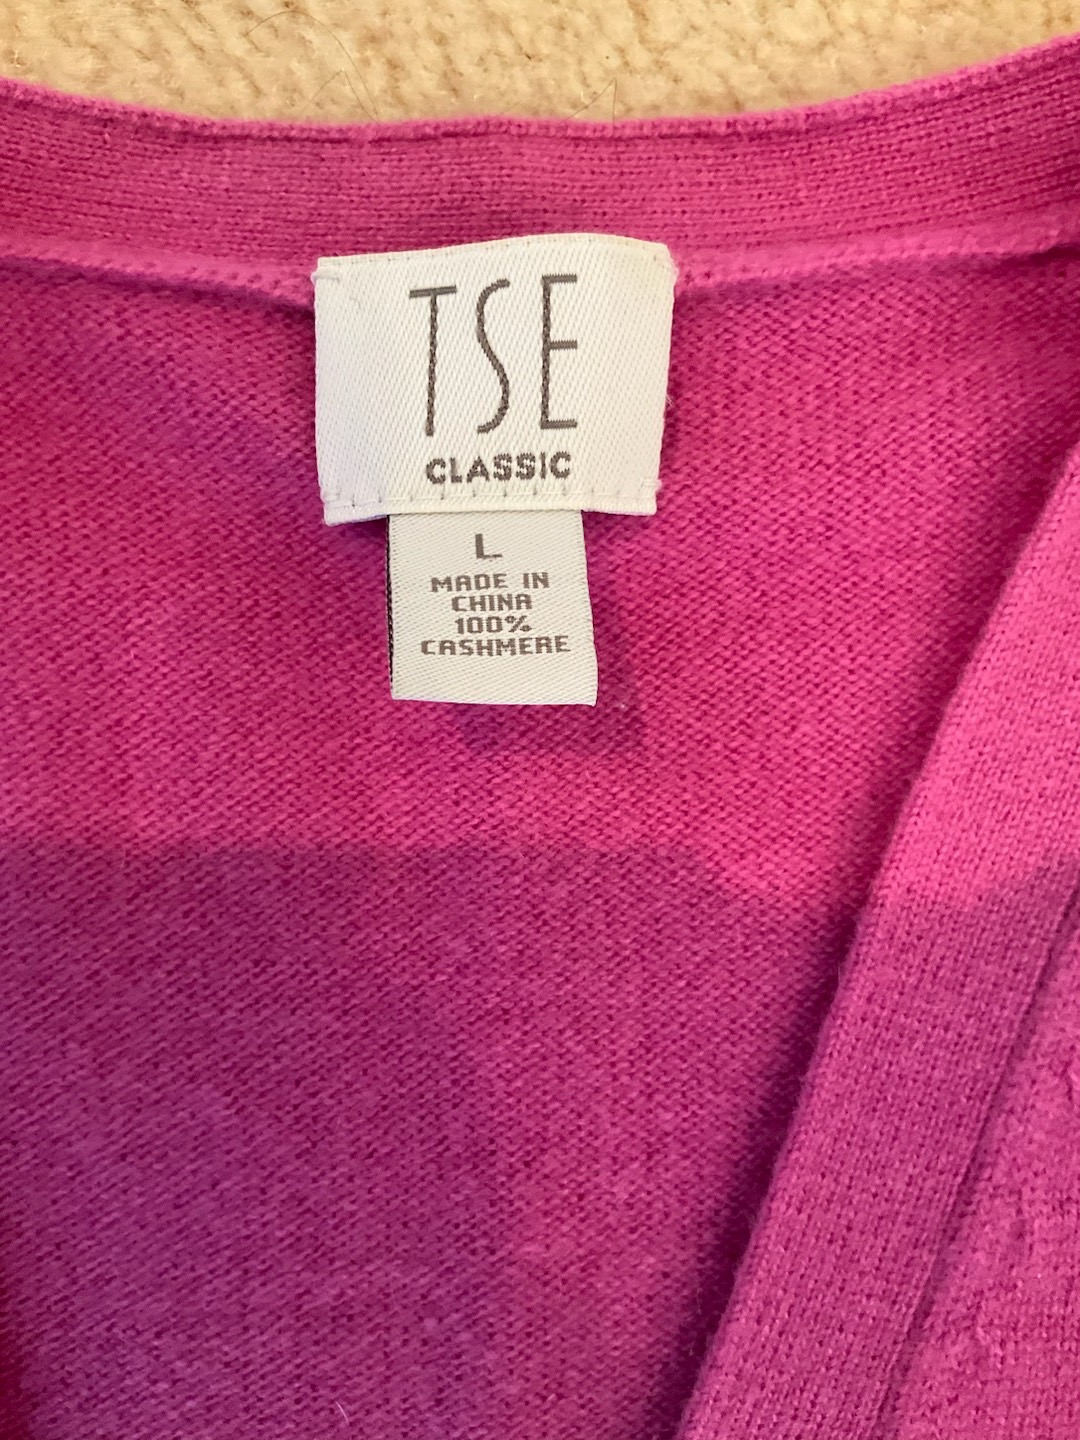 TSE
CLASSIC
L
MADE IN
CHINA
100%
CASHMERE